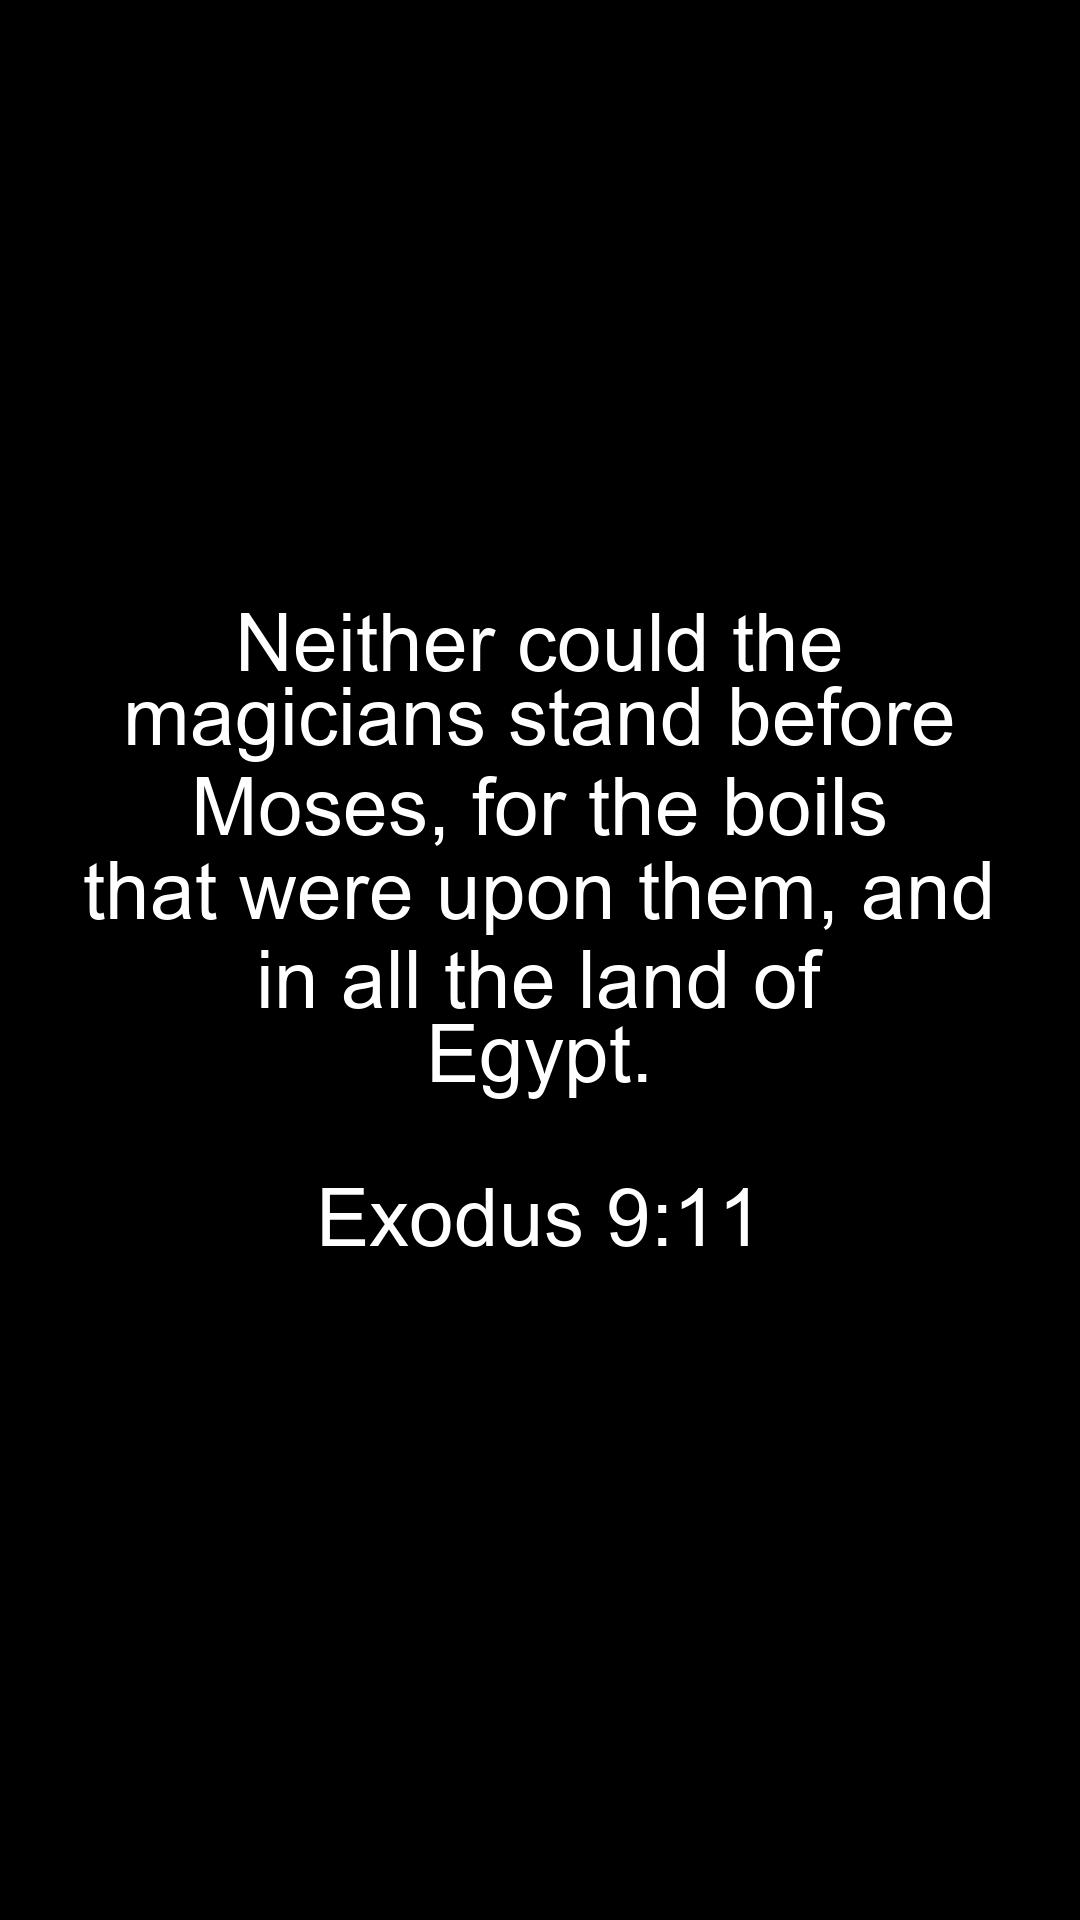 Neither could the
magicians stand before
Moses, for the boils
that were upon them, and
in all the land of
Egypt.
Exodus 9:11